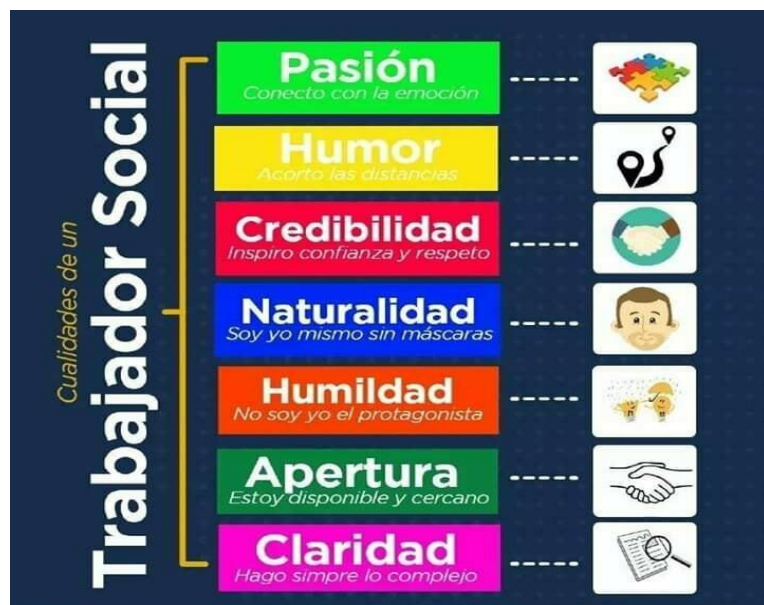 Cualidades de un
Trabajador Social
Pasión
Conecto con la emoción
Humor
Acorto las distancias
Credibilidad
Inspiro confianza y respeto
Naturalidad
Soy yo mismo sin máscaras
Humildad
No soy yo el protagonista
Apertura
Estoy disponible y cercano
Claridad
Hago simpre lo complejo